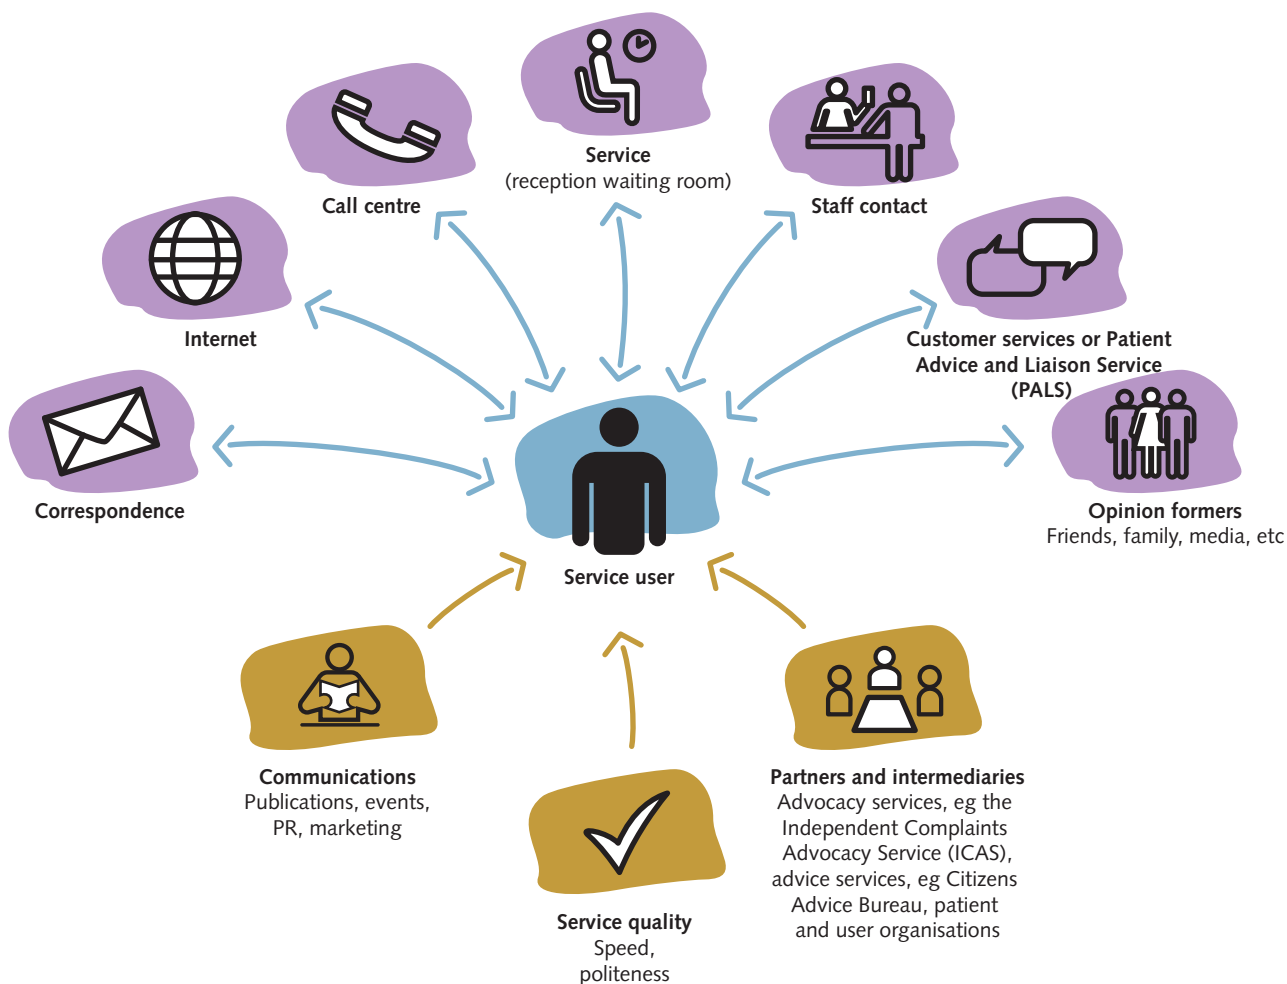 Service
(reception waiting room)
Call centre
Staff contact
Internet
Customer services or Patient
Advice and Liaison Service
(PALS)
Correspondence
Opinion formers
Friends, family, media, etc
Service user
Communications
Publications, events,
PR, marketing
Partners and intermediaries
Advocacy services, eg the
Independent Complaints
Advocacy Service (ICAS),
advice services, eg Citizens
Advice Bureau, patient
and user organisations
Service quality
Speed,
politeness